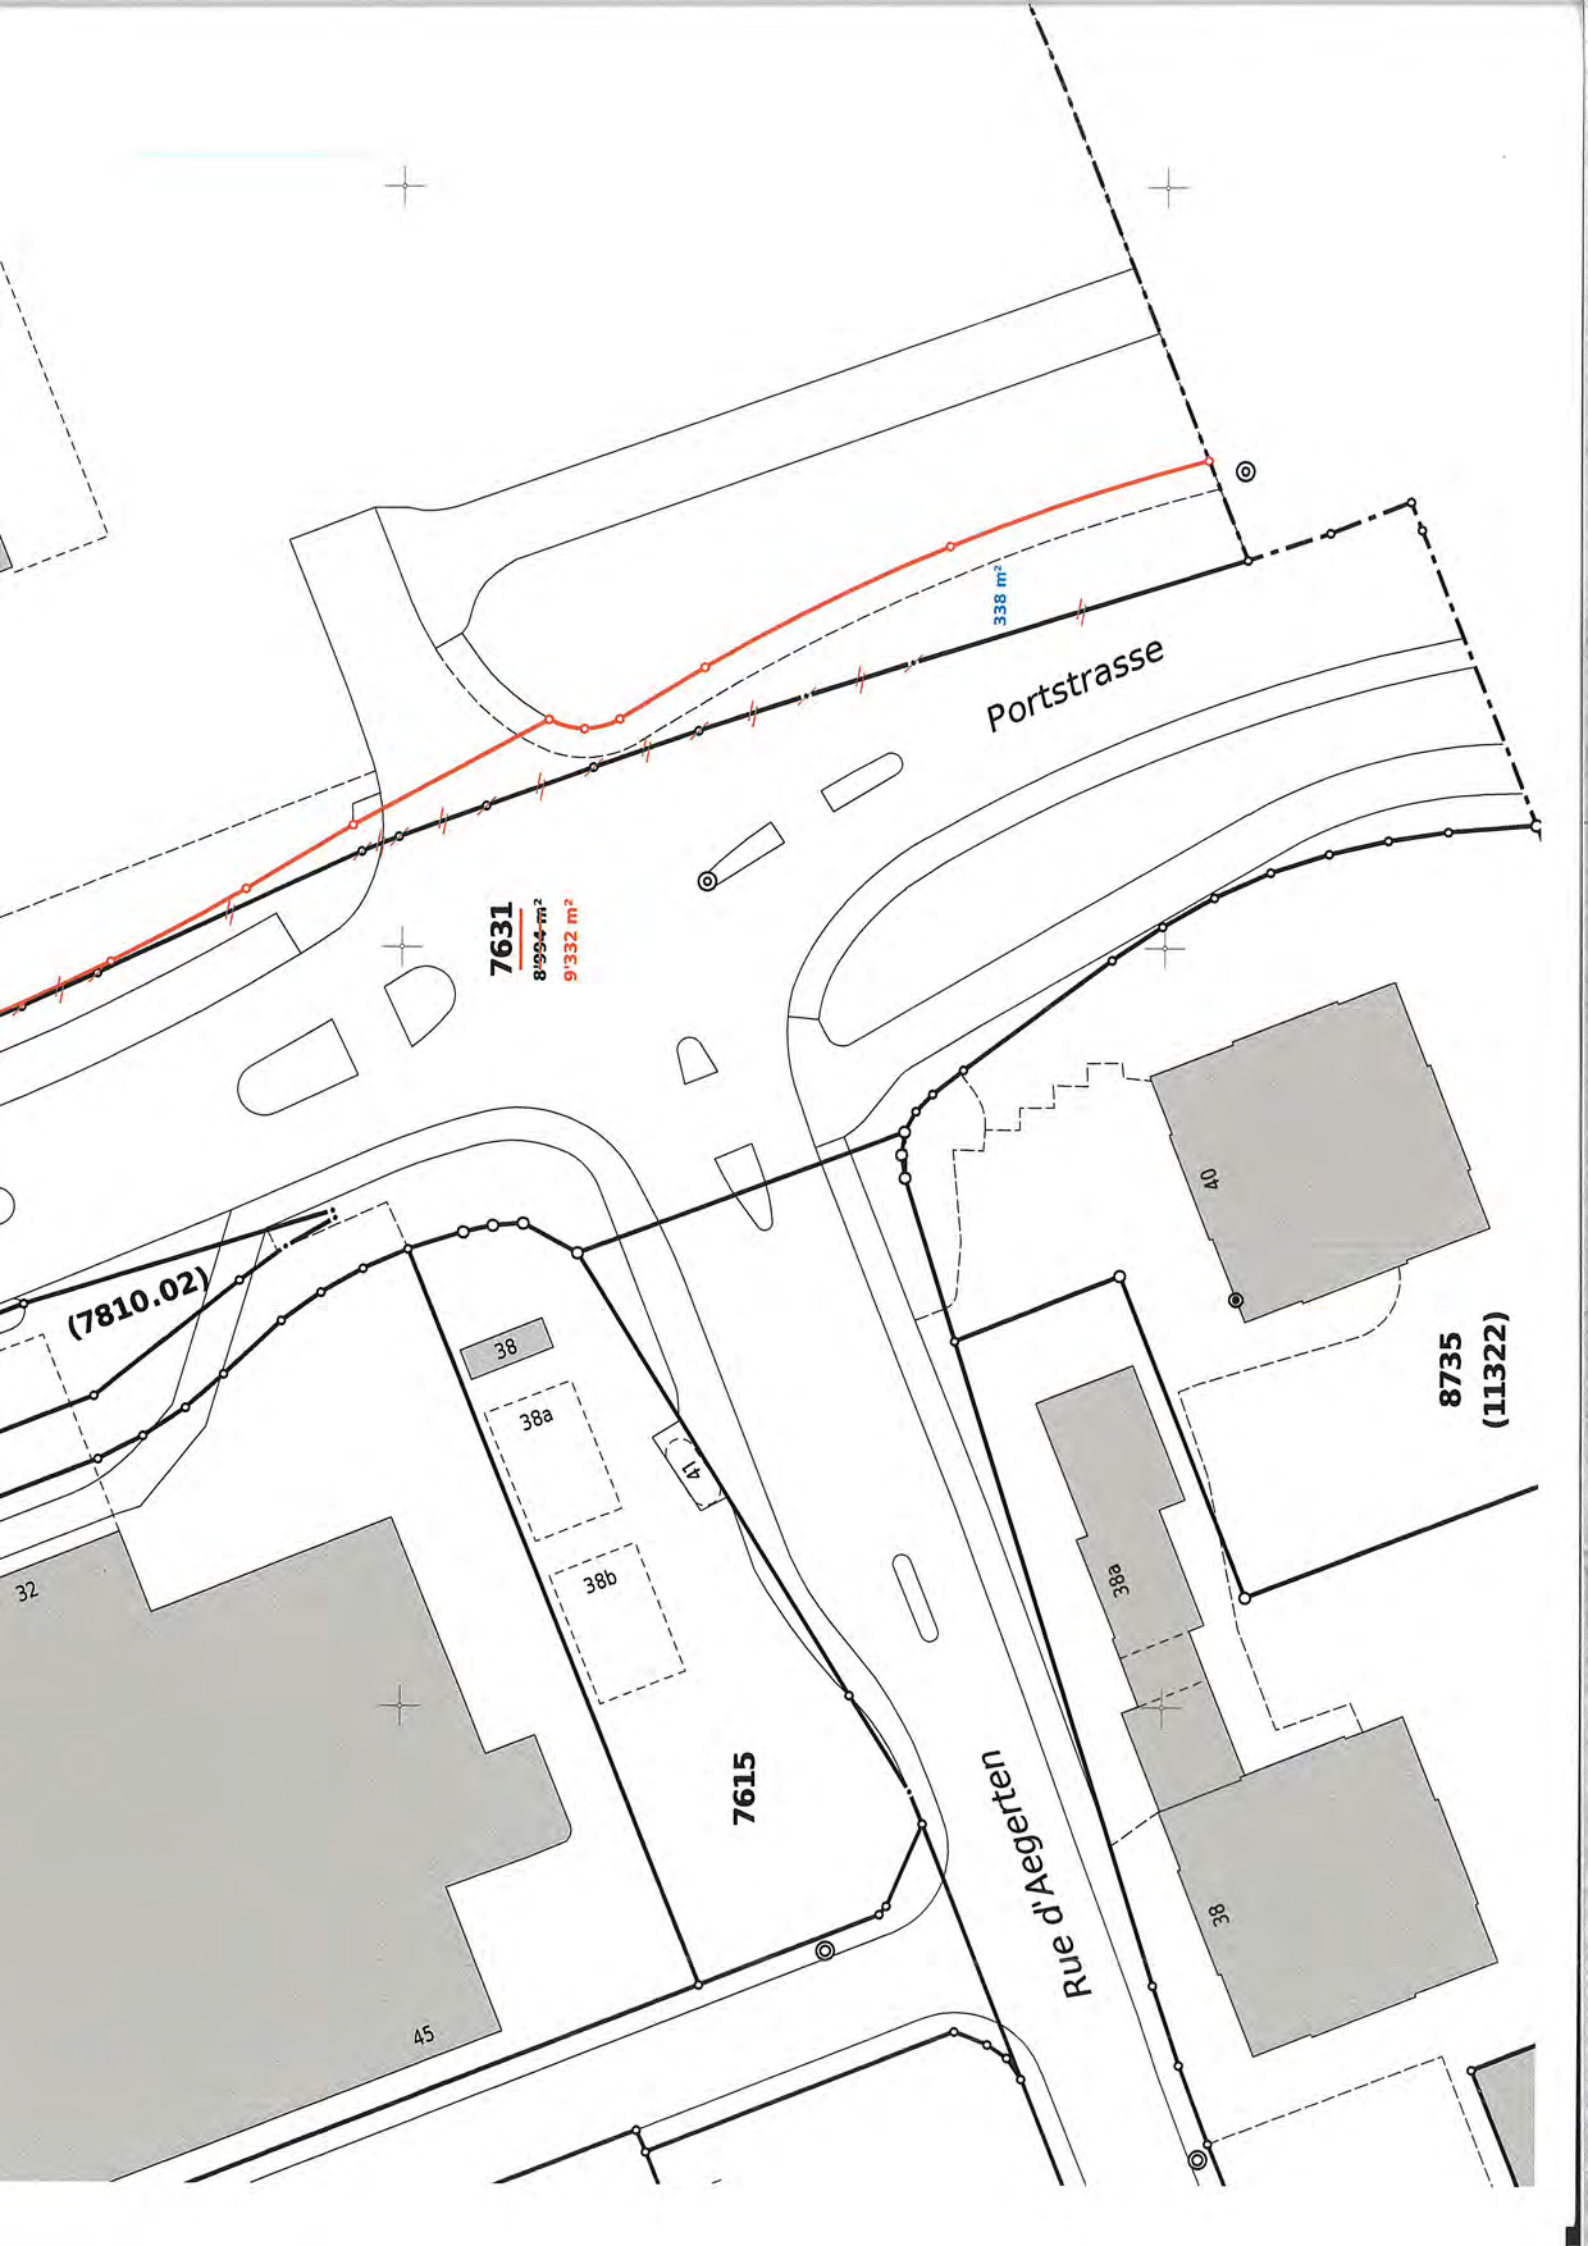 338 m²
Portstrasse
7631
8'994 m²
9'332 m²
(7810.02)
40
38
38a
41
38b
8735
(11322)
32
38a
7615
Rue d'Aegerten
38
45